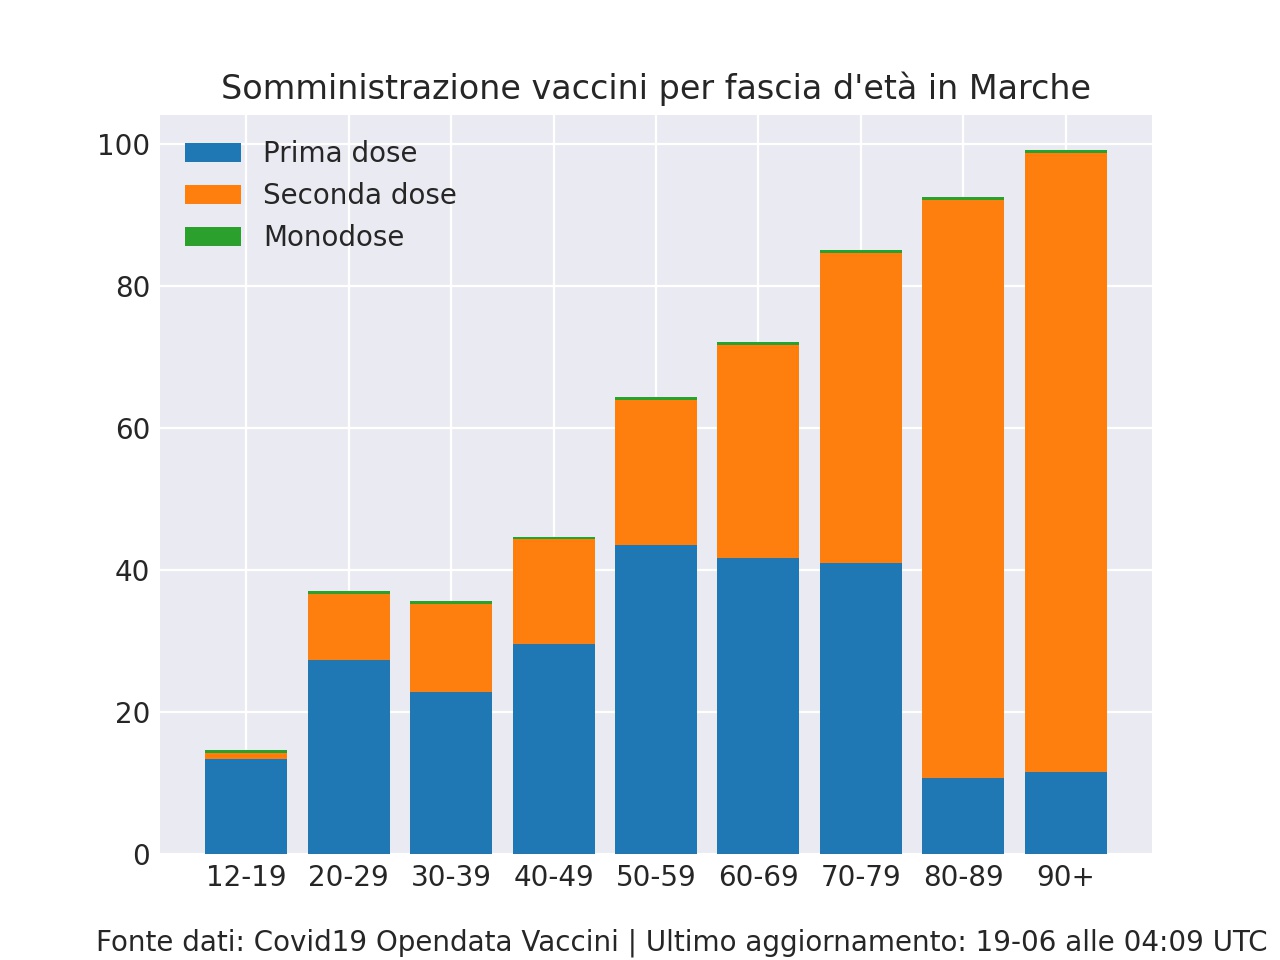 Somministrazione vaccini per fascia d'età in Marche
100
80
60
40
20
0
Prima dose
Seconda dose
Monodose
12-19 20-29 30-39 40-49 50-59 60-69 70-79 80-89 90+
Fonte dati: Covid19 Opendata Vaccini | Ultimo aggiornamento: 19-06 alle 04:09 UTC